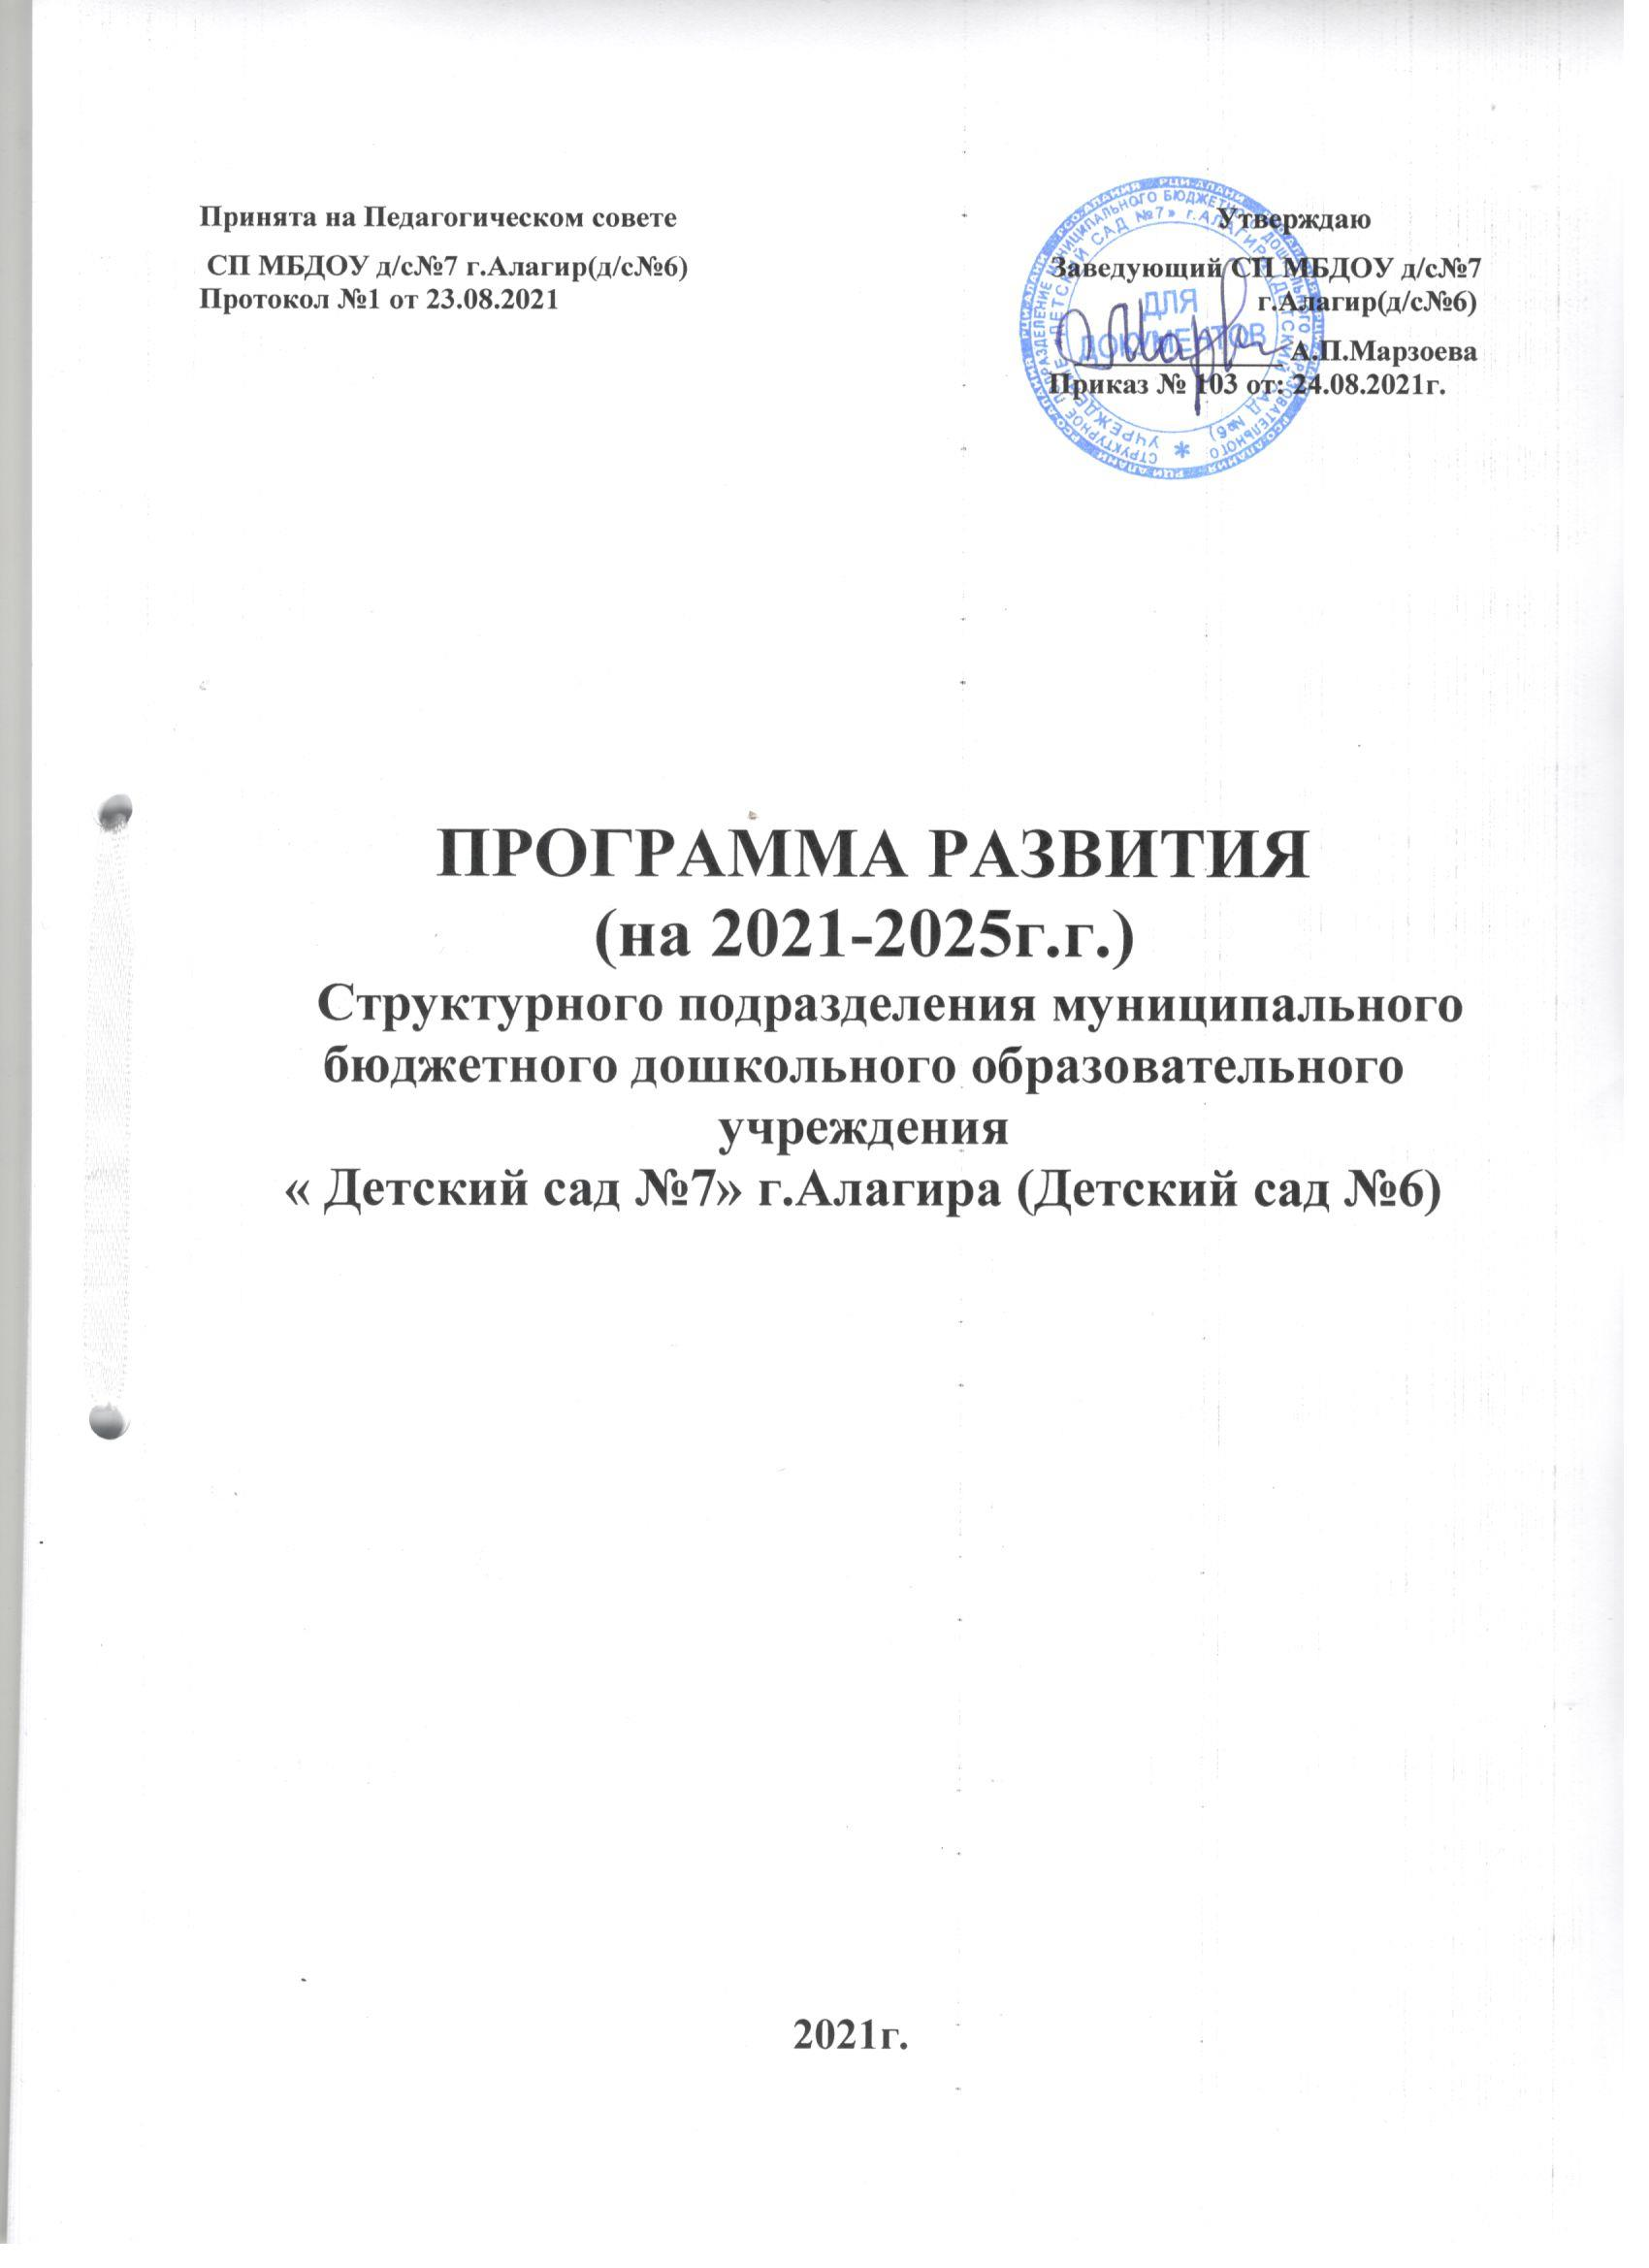 Принята на Педагогическом совете
СП МБДОУ д/с№7 г.Алагир(д/с№6)
Протокол №1 от 23.08.2021
Утверждаю
Заведующий СП МБДОУ д/с№7
г.Алагир(д/с№6)
А.П.Марзоева
Приказ № 103 от: 24.08.2021г.
ДЛЯ
ДОКУМЕНТОВ
ПРОГРАММА РАЗВИТИЯ
(на 2021-2025г.г.)
Структурного подразделения муниципального
бюджетного дошкольного образовательного
учреждения
« Детский сад №7» г.Алагира (Детский сад №6)
2021г.